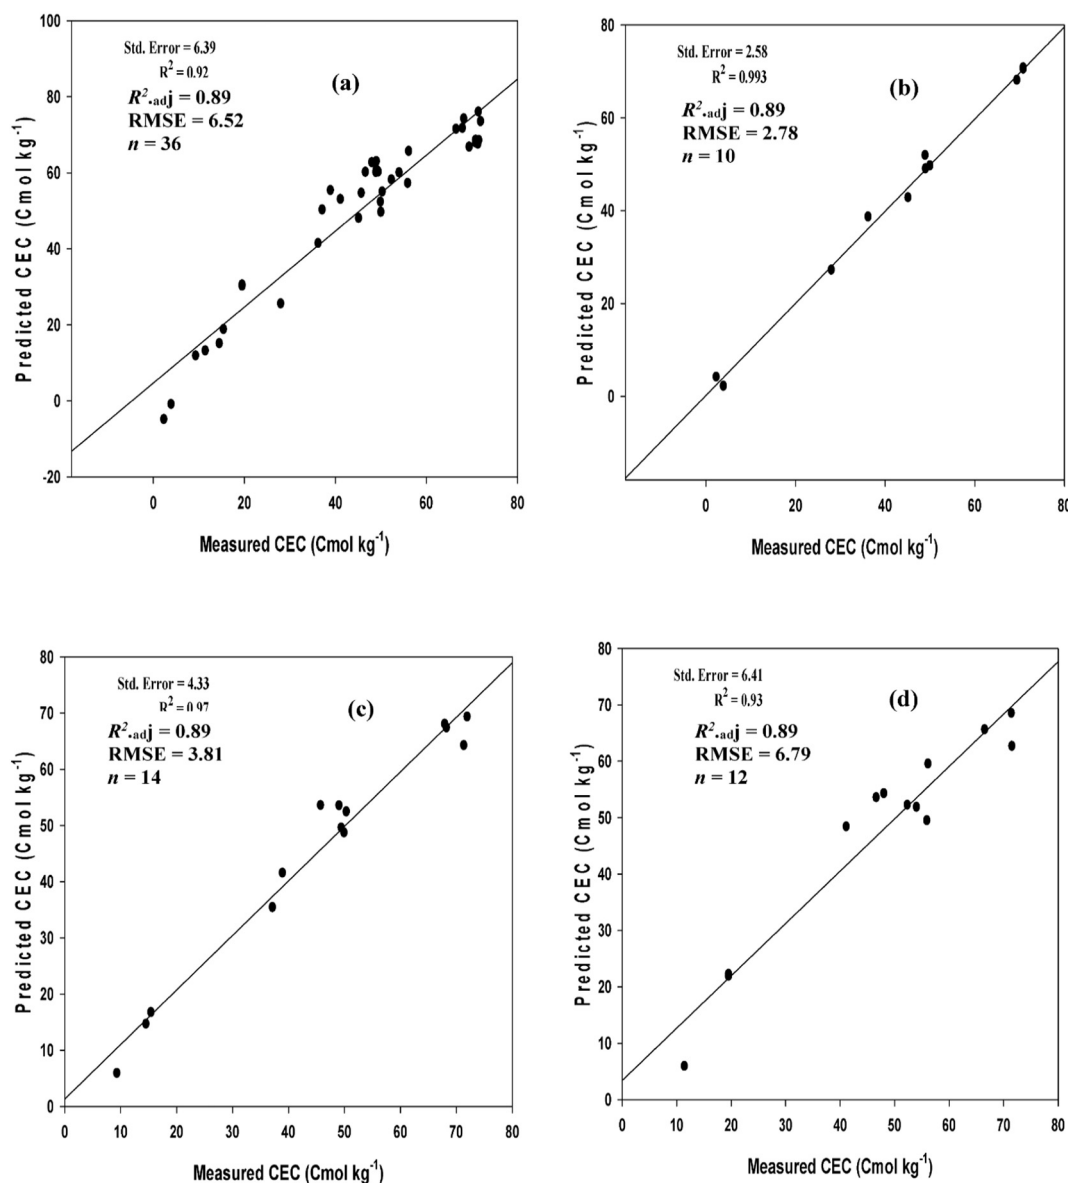 Std. Error = 6.39
R² = 0.92
R².adj = 0.89
RMSE = 6.52
n = 36
(a)
100
80
60
40
20
0
-20
Predicted CEC (Cmol kg⁻¹)
0 20 40 60 80
Measured CEC (Cmol kg⁻¹)
Std. Error = 2.58
R² = 0.993
R².adj = 0.89
RMSE = 2.78
n = 10
(b)
80
60
40
20
0
Predicted CEC (Cmol kg⁻¹)
0 20 40 60 80
Measured CEC (Cmol kg⁻¹)
Std. Error = 4.33
R² = 0.97
R².adj = 0.89
RMSE = 3.81
n = 14
(c)
80
70
60
50
40
30
20
10
0
Predicted CEC (Cmol kg⁻¹)
0 10 20 30 40 50 60 70 80
Measured CEC (Cmol kg⁻¹)
Std. Error = 6.41
R² = 0.93
R².adj = 0.89
RMSE = 6.79
n = 12
(d)
80
70
60
50
40
30
20
10
0
Predicted CEC (Cmol kg⁻¹)
0 10 20 30 40 50 60 70 80
Measured CEC (Cmol kg⁻¹)